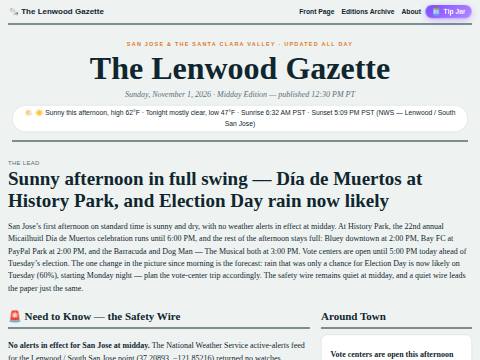 🗞️ The Lenwood Gazette
Front Page Editions Archive About Tip Jar
SAN JOSE & THE SANTA CLARA VALLEY · UPDATED ALL DAY
The Lenwood Gazette
Sunday, November 1, 2026 · Midday Edition — published 12:30 PM PT
🌤️ ☀️ Sunny this afternoon, high 62°F · Tonight mostly clear, low 47°F · Sunrise 6:32 AM PST · Sunset 5:09 PM PST (NWS — Lenwood / South
San Jose)
THE LEAD
Sunny afternoon in full swing — Día de Muertos at
History Park, and Election Day rain now likely
San Jose’s first afternoon on standard time is sunny and dry, with no weather alerts in effect at midday. At History Park, the 22nd annual
Micailhuitl Día de Muertos celebration runs until 6:00 PM, and the rest of the afternoon stays full: Bluey downtown at 2:00 PM, Bay FC at
PayPal Park at 2:00 PM, and the Barracuda and Dog Man — The Musical both at 3:00 PM. Vote centers are open until 5:00 PM today ahead of
Tuesday’s election. The one change in the picture since morning is the forecast: rain that was only a chance for Election Day is now likely on
Tuesday (60%), starting Monday night — plan the vote-center trip accordingly. The safety wire remains quiet at midday, and a quiet wire leads
the paper just the same.
🚨 Need to Know — the Safety Wire
No alerts in effect for San Jose at midday. The National Weather Service active-alerts feed
for the Lenwood / South San Jose point (37.20893, −121.85216) returned no watches,
Around Town
Vote centers are open this afternoon